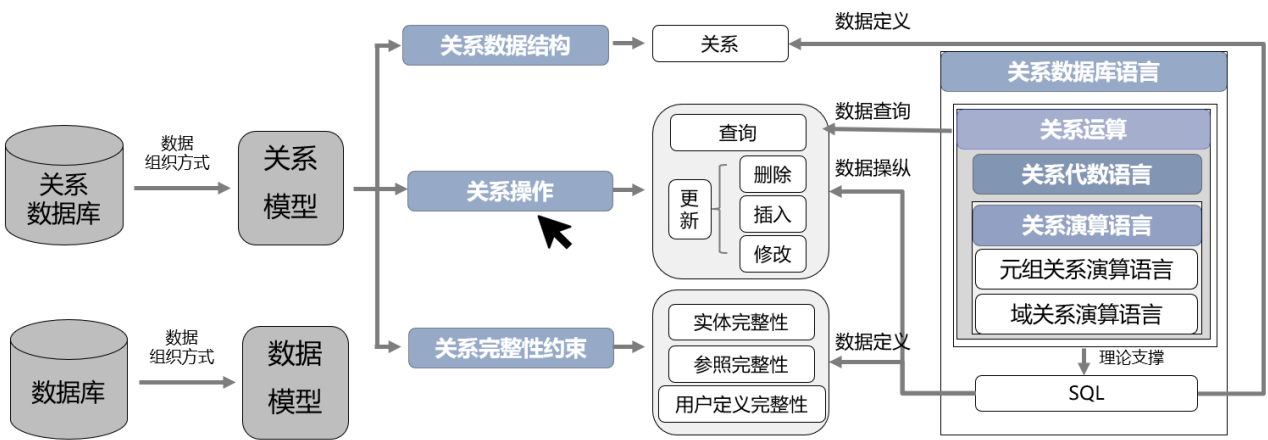 数据
组织方式
关系
数据库
关系
模型
数据
组织方式
数据库
数据
模型
关系数据结构
关系
数据定义
关系操作
查询
更
新
删除
插入
修改
数据查询
数据操纵
关系完整性约束
实体完整性
参照完整性
用户定义完整性
数据定义
关系数据库语言
关系运算
关系代数语言
关系演算语言
元组关系演算语言
域关系演算语言
理论支撑
SQL